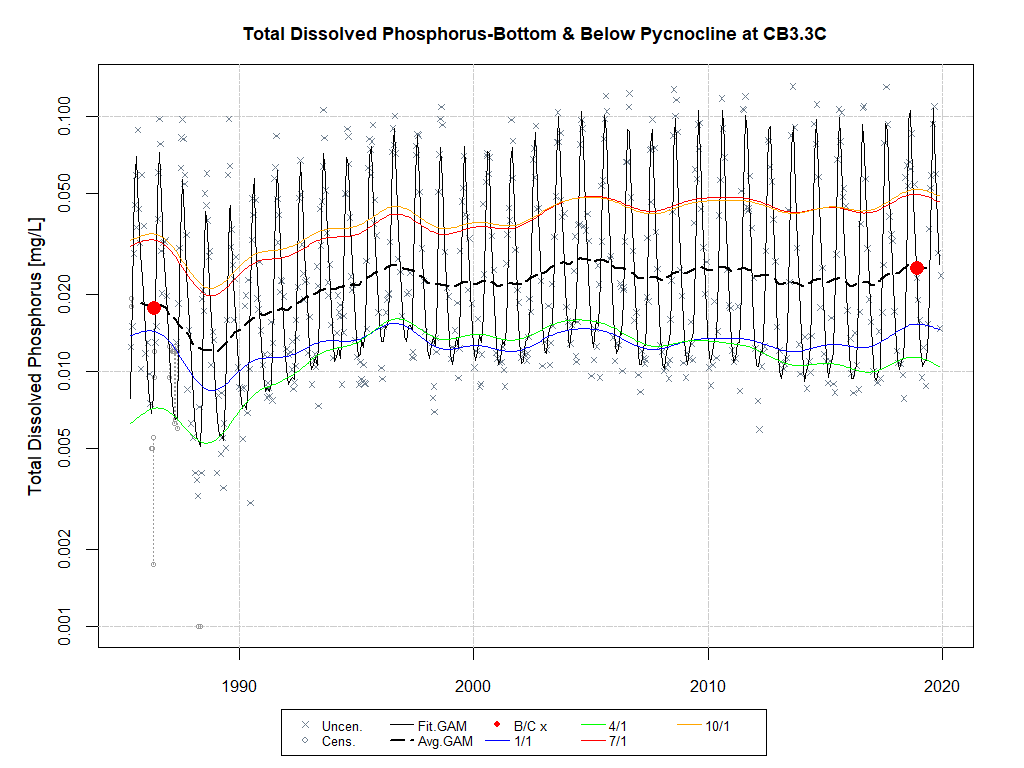 Total Dissolved Phosphorus-Bottom & Below Pycnocline at CB3.3C
Total Dissolved Phosphorus [mg/L]
0.100
0.050
0.020
0.010
0.005
0.002
0.001
1990 2000 2010 2020
Uncen. Fit.GAM B/C x 4/1 10/1
Cens. Avg.GAM 1/1 7/1